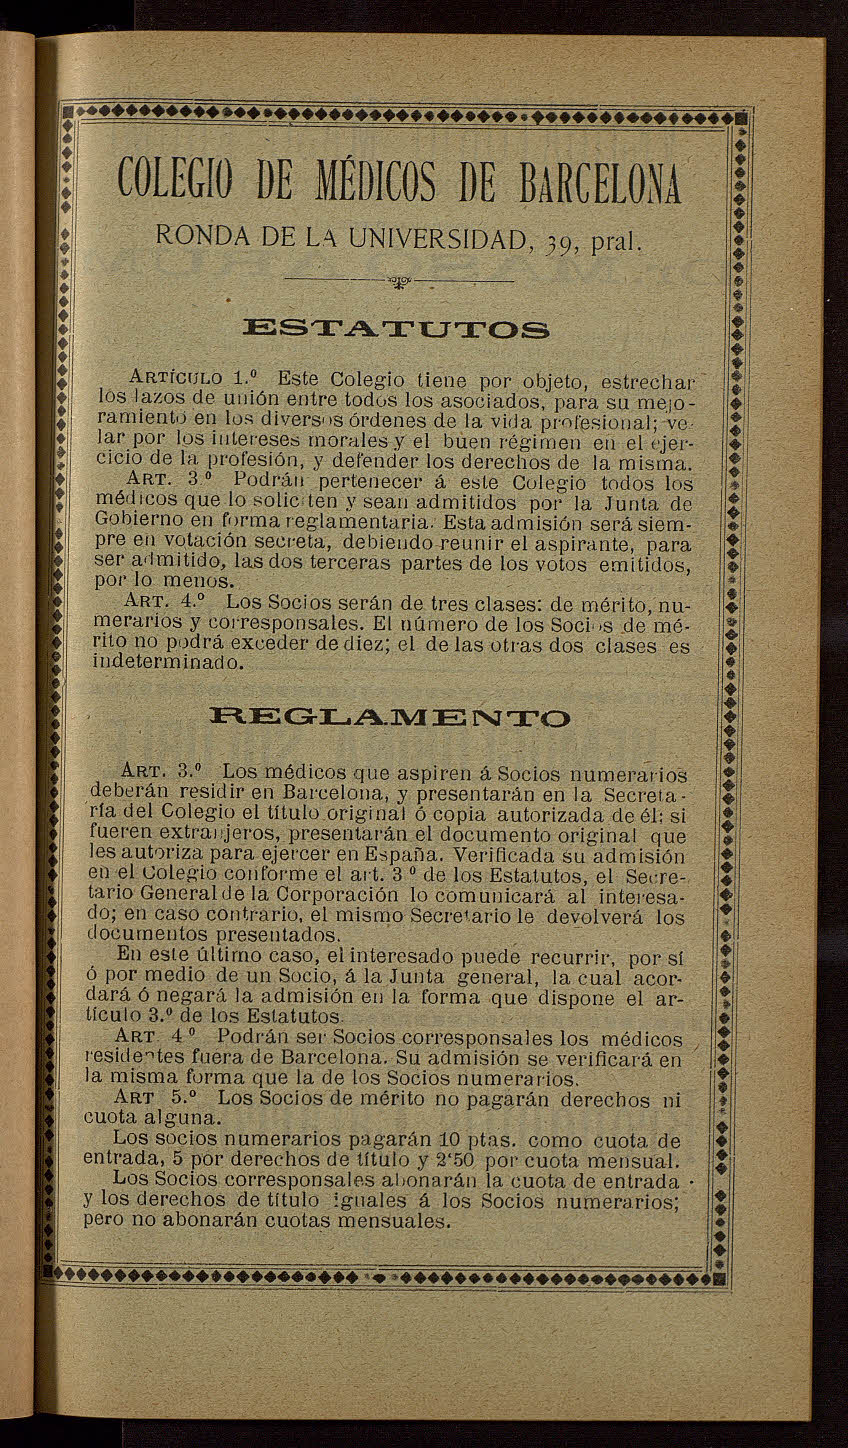 COLEGIO DE MÉDICOS DE BARCELONA
RONDA DE LA UNIVERSIDAD, 39, pral.
ESTATUTOS
ARTÍCULO 1.º Este Colegio tiene por objeto, estrechar
los lazos de unión entre todos los asociados, para su mejo-
ramiento en los diversos órdenes de la vida profesional; ve-
lar por los intereses morales y el buen régimen en el ejer-
cicio de la profesión, y defender los derechos de la misma.
ART. 3.º Podrán pertenecer á este Colegio todos los
médicos que lo soliciten y sean admitidos por la Junta de
Gobierno en forma reglamentaria. Esta admisión será siem-
pre en votación secreta, debiendo reunir el aspirante, para
ser admitido, las dos terceras partes de los votos emitidos,
por lo menos.
ART. 4.º Los Socios serán de tres clases: de mérito, nu-
merarios y corresponsales. El número de los Socios de mé-
rito no podrá exceder de diez; el de las otras dos clases es
indeterminado.
REGLAMENTO
ART. 3.º Los médicos que aspiren á Socios numerarios
deberán residir en Barcelona, y presentarán en la Secreta-
ría del Colegio el título original ó copia autorizada de él; si
fueren extranjeros, presentarán el documento original que
les autoriza para ejercer en España. Verificada su admisión
en el Colegio conforme el art. 3 º de los Estatutos, el Secre-
tario General de la Corporación lo comunicará al interesa-
do; en caso contrario, el mismo Secretario le devolverá los
documentos presentados.
En este último caso, el interesado puede recurrir, por sí
ó por medio de un Socio, á la Junta general, la cual acor-
dará ó negará la admisión en la forma que dispone el ar-
tículo 3.º de los Estatutos.
ART 4 º Podrán ser Socios corresponsales los médicos
residentes fuera de Barcelona. Su admisión se verificará en
la misma forma que la de los Socios numerarios.
ART 5.º Los Socios de mérito no pagarán derechos ni
cuota alguna.
Los socios numerarios pagarán 10 ptas. como cuota de
entrada, 5 por derechos de título y 2'50 por cuota mensual.
Los Socios corresponsales abonarán la cuota de entrada
y los derechos de título iguales á los Socios numerarios;
pero no abonarán cuotas mensuales.